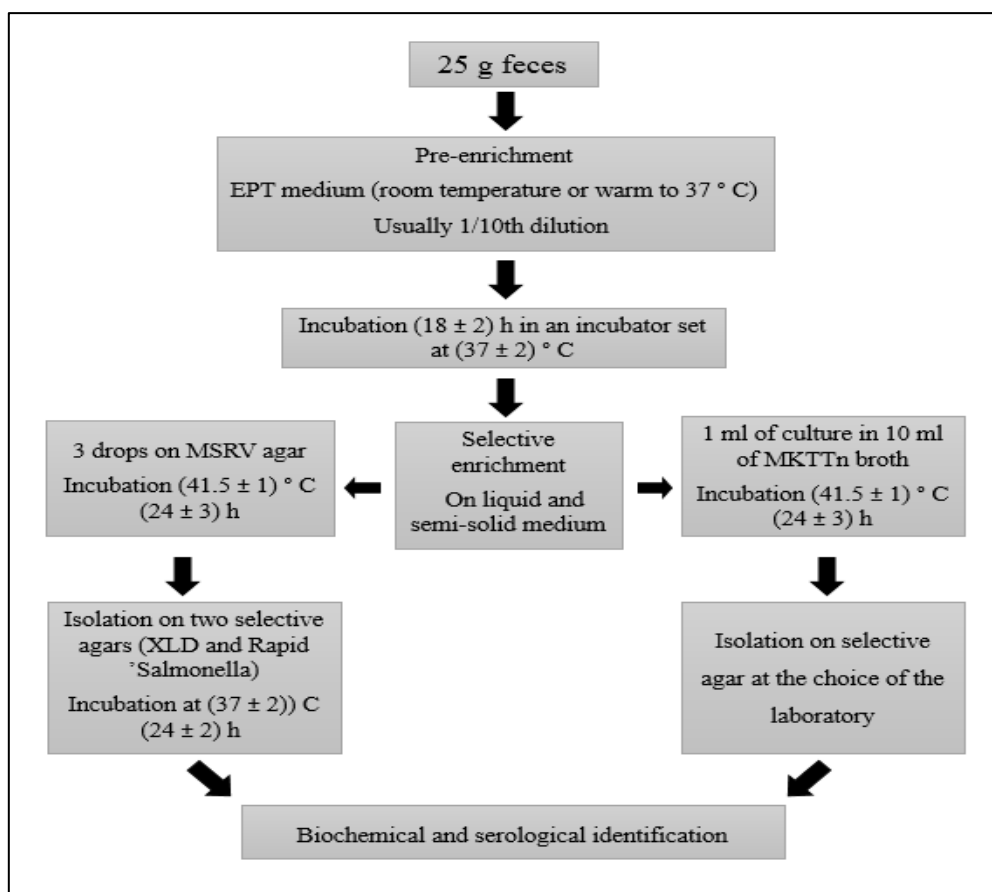 25 g feces
Pre-enrichment
EPT medium (room temperature or warm to 37 ° C)
Usually 1/10th dilution
Incubation (18 ± 2) h in an incubator set
at (37 ± 2) ° C
3 drops on MSRV agar
Incubation (41.5 ± 1) ° C
(24 ± 3) h
Selective
enrichment
On liquid and
semi-solid medium
1 ml of culture in 10 ml
of MKTTn broth
Incubation (41.5 ± 1) ° C
(24 ± 3) h
Isolation on two selective
agars (XLD and Rapid
’Salmonella)
Incubation at (37 ± 2)) C
(24 ± 2) h
Isolation on selective
agar at the choice of the
laboratory
Biochemical and serological identification